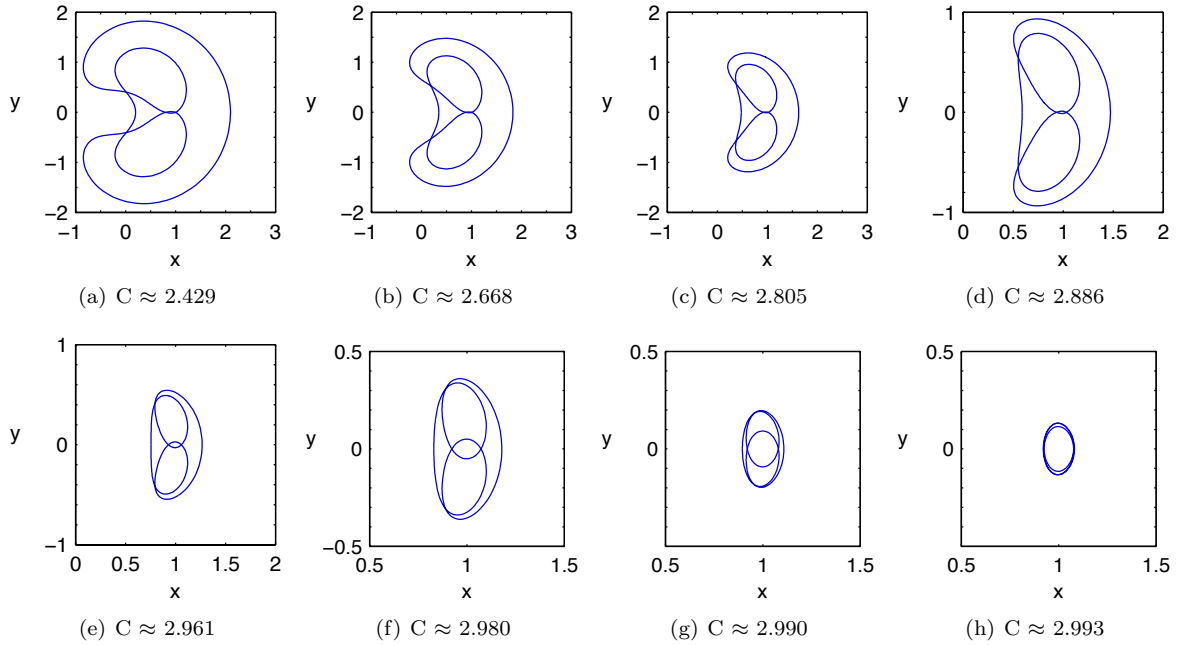 2
1
y 0
−1
−2
−1 0 1 2 3
x
(a) C ≈ 2.429
2
1
y 0
−1
−2
−1 0 1 2 3
x
(b) C ≈ 2.668
2
1
y 0
−1
−2
−1 0 1 2 3
x
(c) C ≈ 2.805
1
y 0
−1
0 0.5 1 1.5 2
x
(d) C ≈ 2.886
1
y 0
−1
0 0.5 1 1.5 2
x
(e) C ≈ 2.961
0.5
y 0
−0.5
0.5 1 1.5
x
(f) C ≈ 2.980
0.5
y 0
0.5 1 1.5
x
(g) C ≈ 2.990
0.5
y 0
0.5 1 1.5
x
(h) C ≈ 2.993